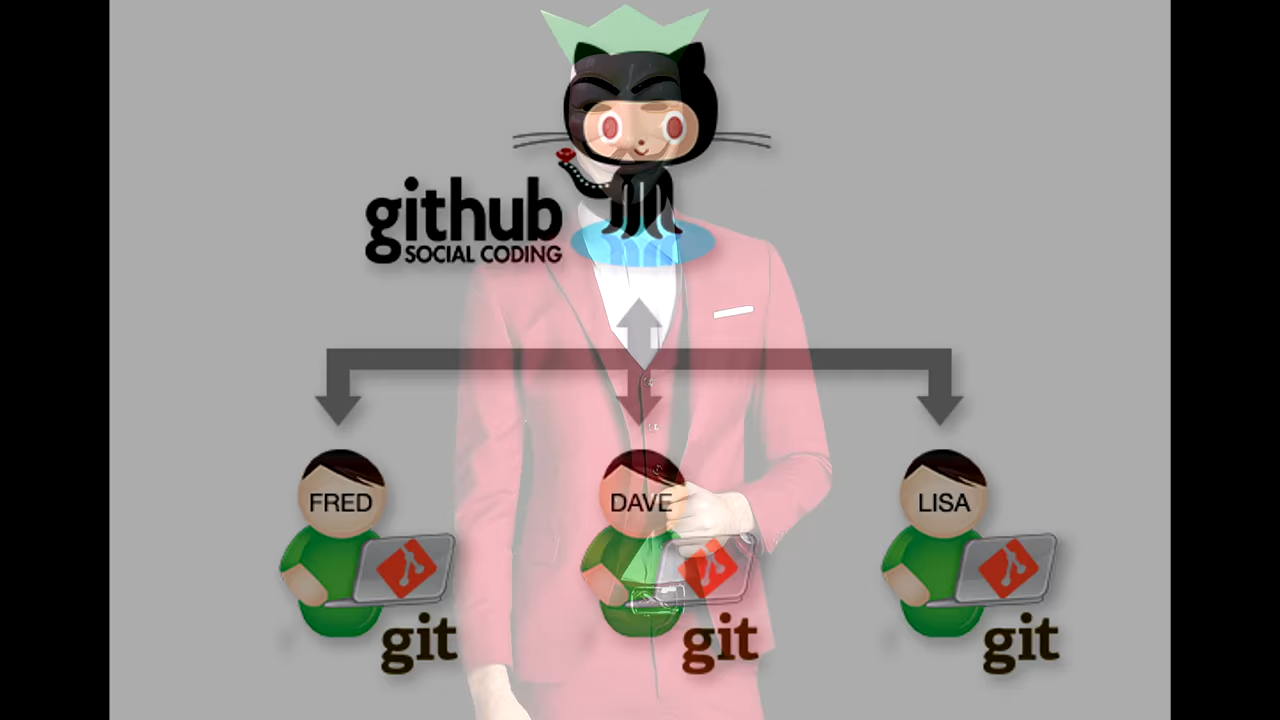 github
SOCIAL CODING
FRED
DAVE
LISA
git
git
git